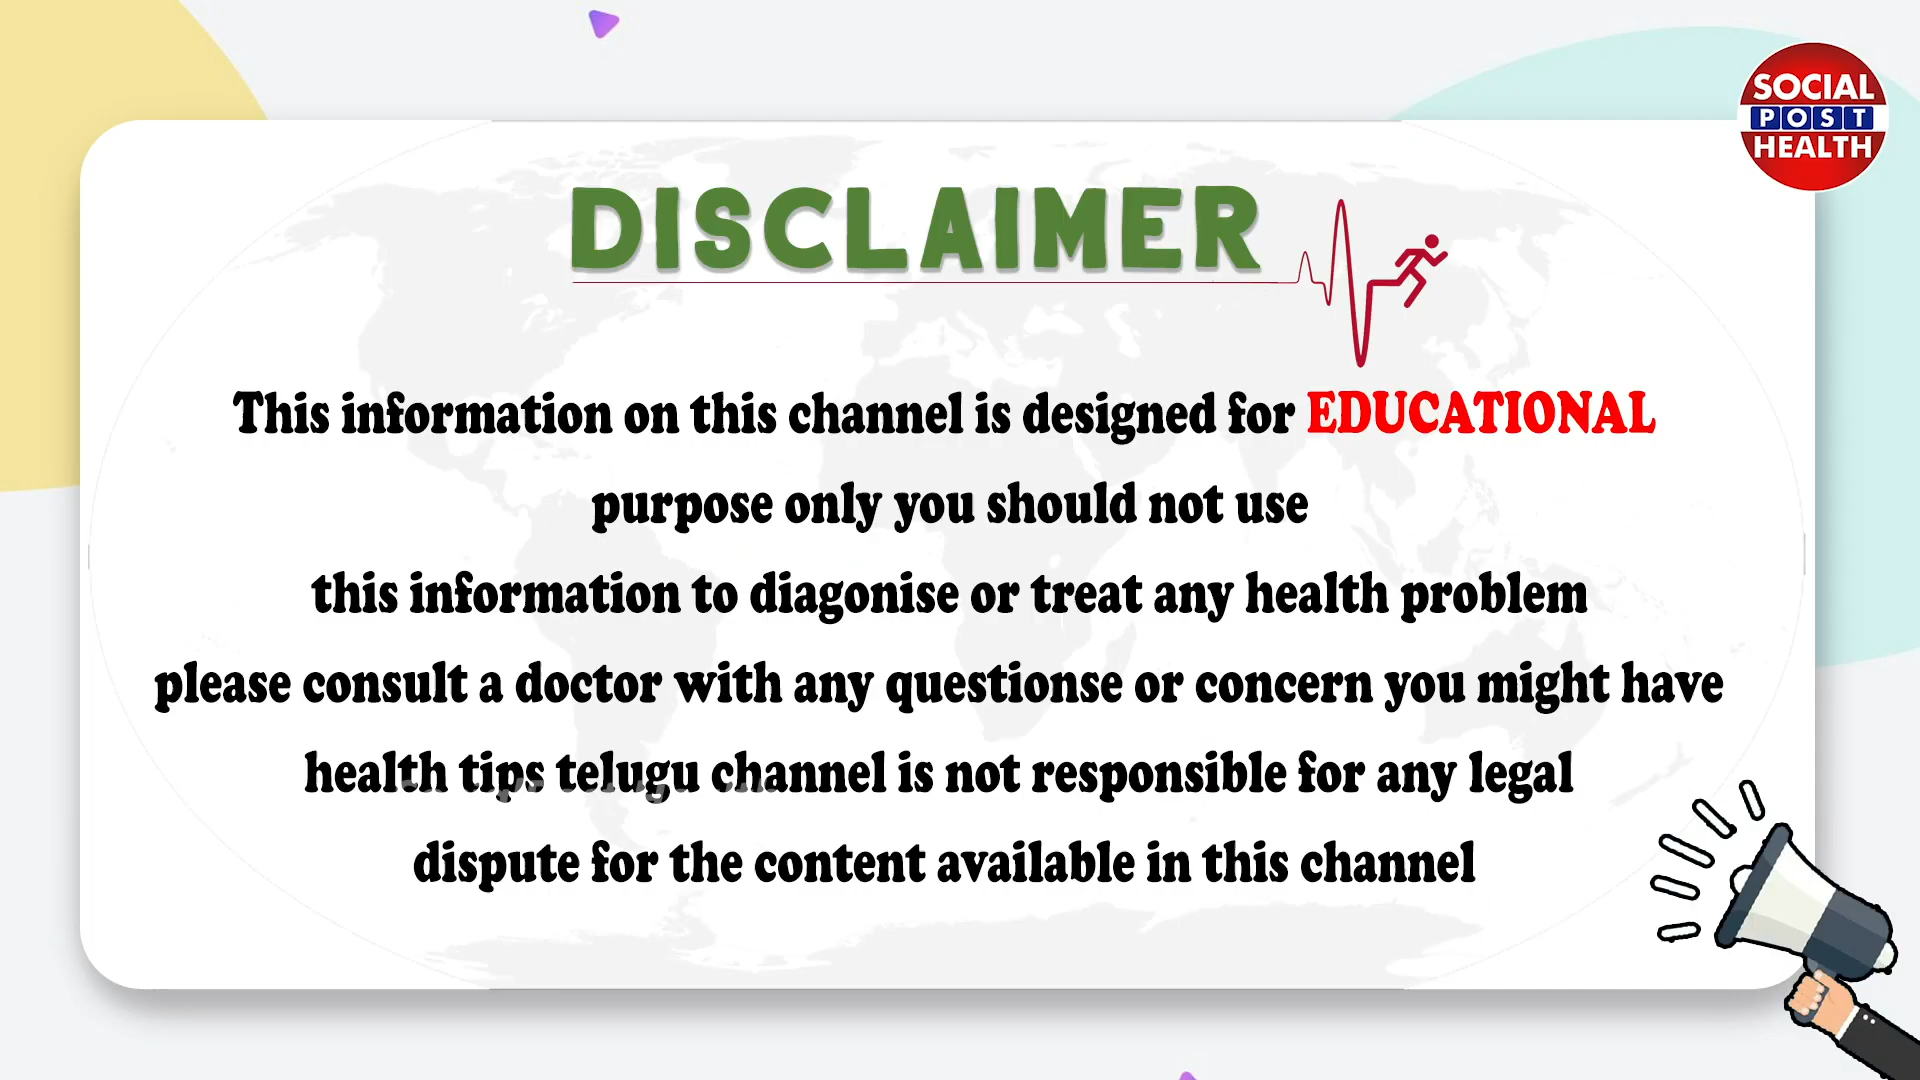 SOCIAL
POST
HEALTH
DISCLAIMER
This information on this channel is designed for EDUCATIONAL
purpose only you should not use
this information to diagonise or treat any health problem
please consult a doctor with any questionse or concern you might have
health tips telugu channel is not responsible for any legal
dispute for the content available in this channel